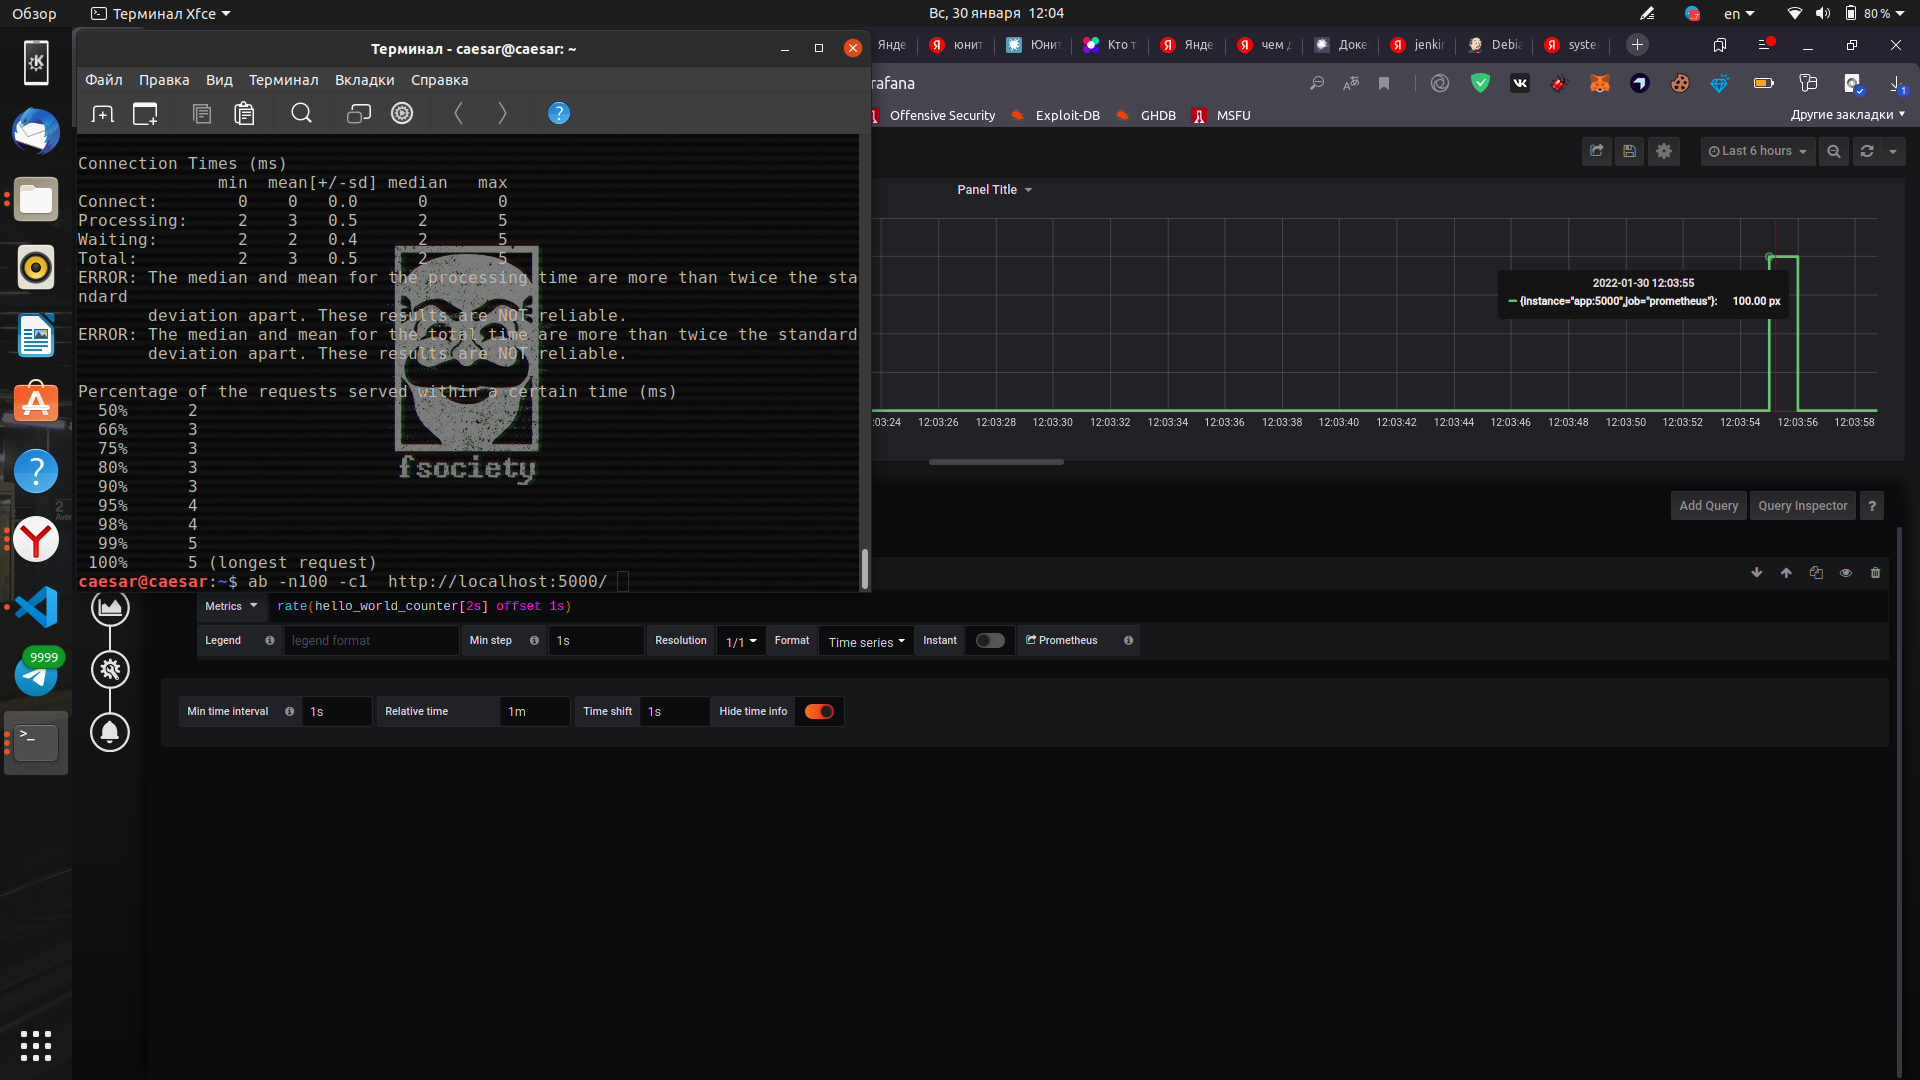 Обзор
Терминал Xfce
Вс, 30 января 12:04
en
80 %
Терминал - caesar@caesar: ~
Файл Правка Вид Терминал Вкладки Справка
Янде
юнит
Юнит
Кто т
Янде
чем д
Доке
jenkin
Debia
syste
rafana
Offensive Security
Exploit-DB
GHDB
MSFU
Другие закладки
Connection Times (ms)
min mean[+/-sd] median max
Connect: 0 0 0.0 0 0
Processing: 2 3 0.5 2 5
Waiting: 2 2 0.4 2 5
Total: 2 3 0.5 2 5
ERROR: The median and mean for the processing time are more than twice the sta
ndard
deviation apart. These results are NOT reliable.
ERROR: The median and mean for the total time are more than twice the standard
deviation apart. These results are NOT reliable.
Percentage of the requests served within a certain time (ms)
50% 2
66% 3
75% 3
80% 3
90% 3
95% 4
98% 4
99% 5
100% 5 (longest request)
caesar@caesar:~$ ab -n100 -c1 http://localhost:5000/
fsociety
Last 6 hours
Panel Title
2022-01-30 12:03:55
{instance="app:5000",job="prometheus"}: 100.00 px
:03:24 12:03:26 12:03:28 12:03:30 12:03:32 12:03:34 12:03:36 12:03:38 12:03:40 12:03:42 12:03:44 12:03:46 12:03:48 12:03:50 12:03:52 12:03:54 12:03:56 12:03:58
Add Query
Query Inspector
?
Metrics
rate(hello_world_counter[2s] offset 1s)
Legend
legend format
Min step
1s
Resolution
1/1
Format
Time series
Instant
Prometheus
Min time interval
1s
Relative time
1m
Time shift
1s
Hide time info
9999